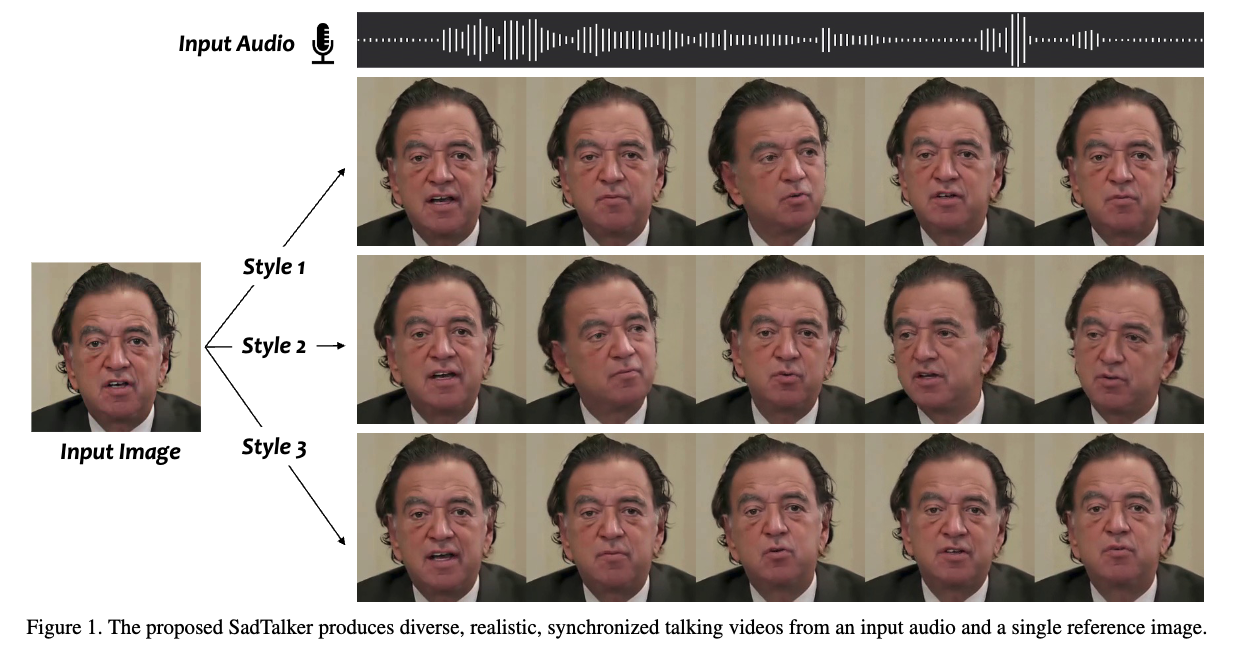 Input Audio
Style 1
Style 2
Style 3
Input Image
Figure 1. The proposed SadTalker produces diverse, realistic, synchronized talking videos from an input audio and a single reference image.